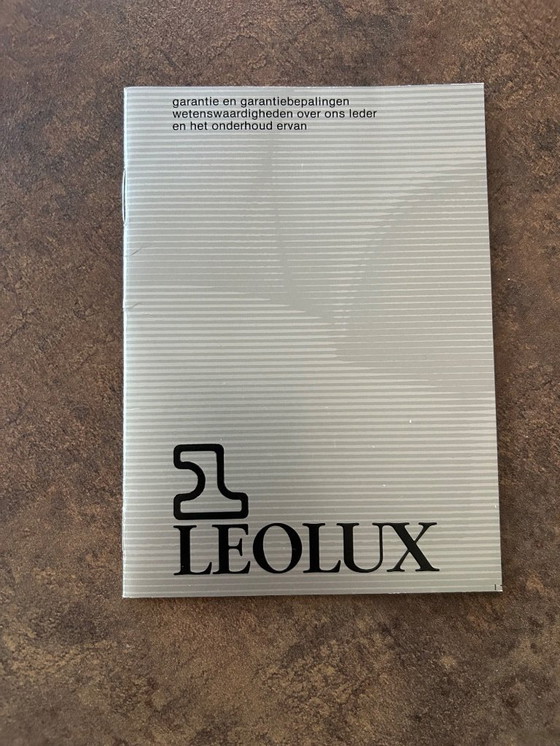 garantie en garantiebepalingen
wetenswaardigheden over ons leder
en het onderhoud ervan
LEOLUX